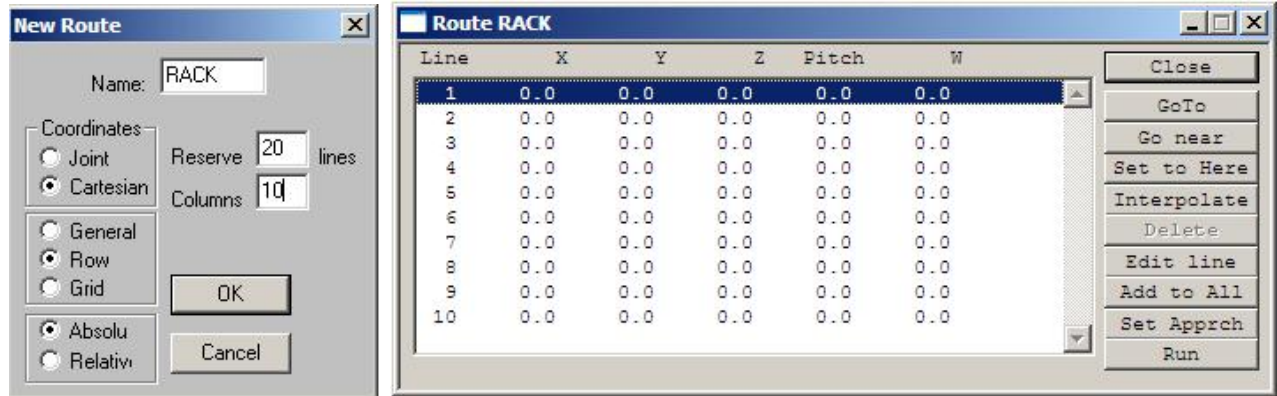 New Route
Name: RACK
Coordinates
Joint
Cartesian
Reserve 20 lines
Columns 10
General
Row
Grid
OK
Absolu
Relativ
Cancel
Route RACK
Line X Y Z Pitch W
1 0.0 0.0 0.0 0.0 0.0
2 0.0 0.0 0.0 0.0 0.0
3 0.0 0.0 0.0 0.0 0.0
4 0.0 0.0 0.0 0.0 0.0
5 0.0 0.0 0.0 0.0 0.0
6 0.0 0.0 0.0 0.0 0.0
7 0.0 0.0 0.0 0.0 0.0
8 0.0 0.0 0.0 0.0 0.0
9 0.0 0.0 0.0 0.0 0.0
10 0.0 0.0 0.0 0.0 0.0
Close
GoTo
Go near
Set to Here
Interpolate
Delete
Edit line
Add to All
Set Apprch
Run